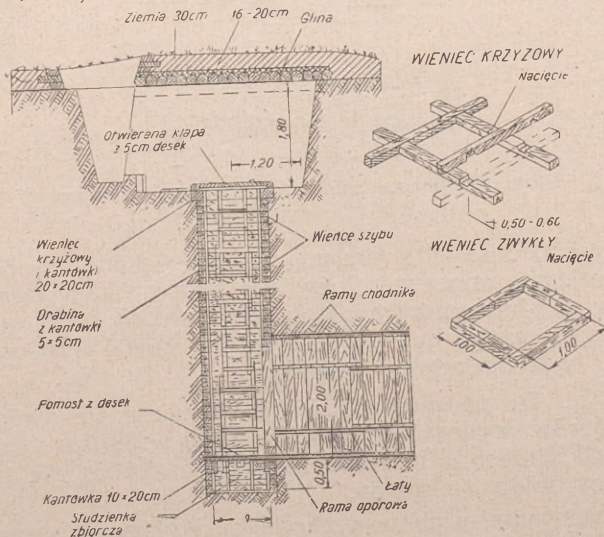 Ziemia 30cm
16-20cm
Glina
WIENIEC KRZYŻOWY
Nacięcie
1,80
Otwierana klapa
z 5cm desek
1,20
0,50-0,60
Wieniec
krzyżowy
i kantówki
20×20cm
Wieńce szybu
WIENIEC ZWYKŁY
Nacięcie
Drabina
z kantówki
5×5cm
Ramy chodnika
1,00
1,00
Pomost z desek
2,00
0,50
Kantówka 10×20cm
Studzienka
zbiorcza
Łaty
Rama oporowa